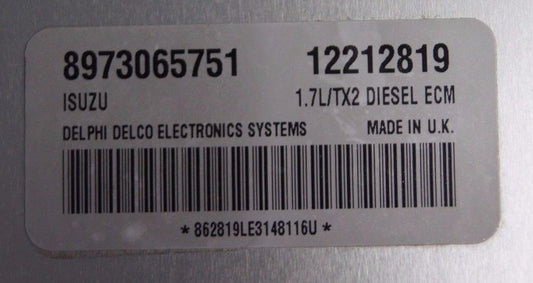 8973065751 12212819
ISUZU 1.7L/TX2 DIESEL ECM
DELPHI DELCO ELECTRONICS SYSTEMS MADE IN U.K.
*862819LE3148116U*